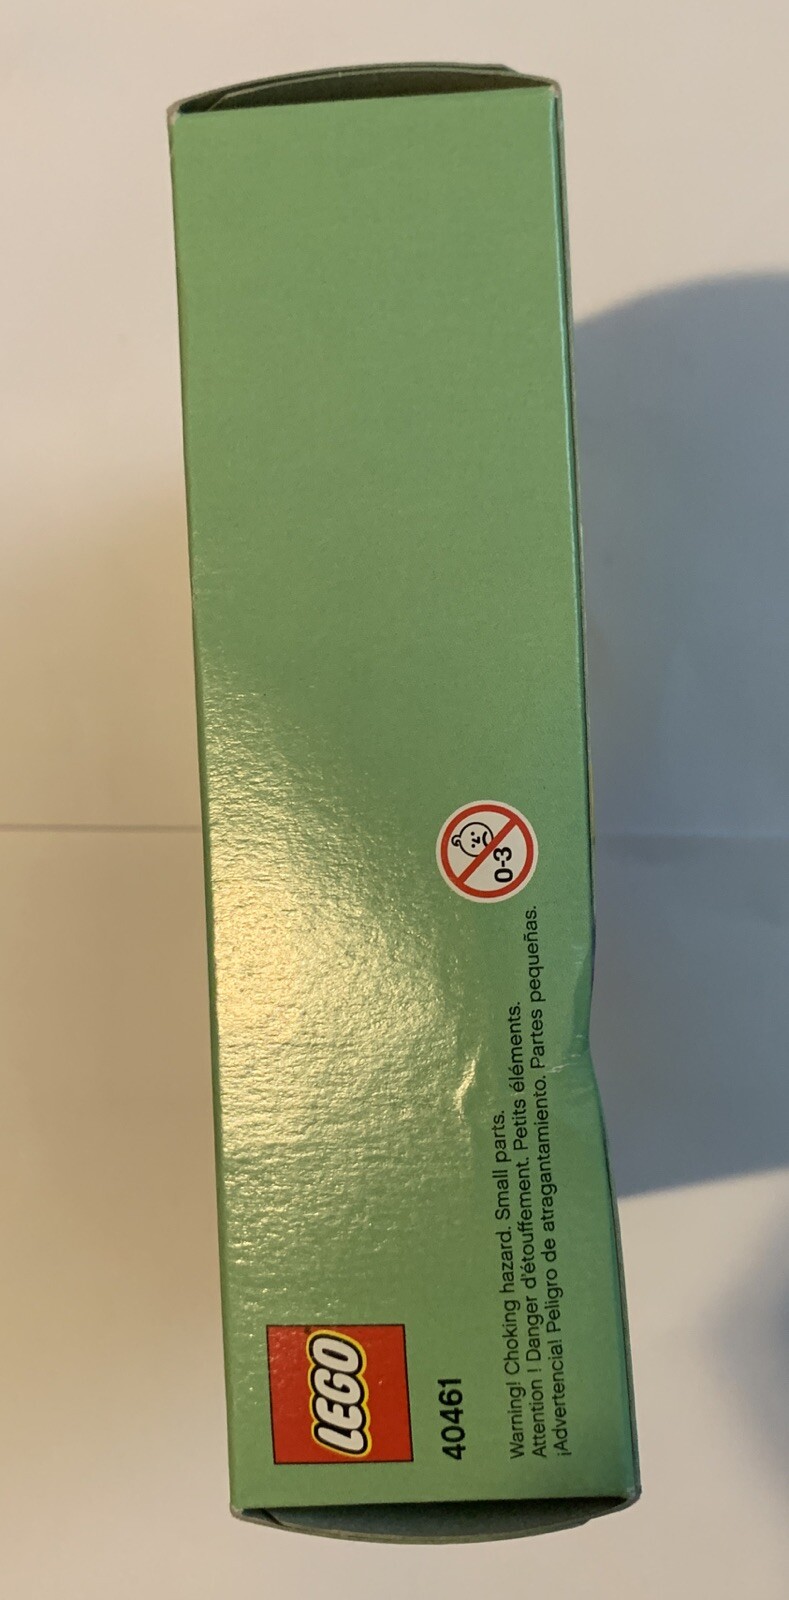 LEGO
40461
Warning! Choking hazard. Small parts.
Attention ! Danger d'étouffement. Petits éléments.
¡Advertencia! Peligro de atragantamiento. Partes pequeñas.
0-3